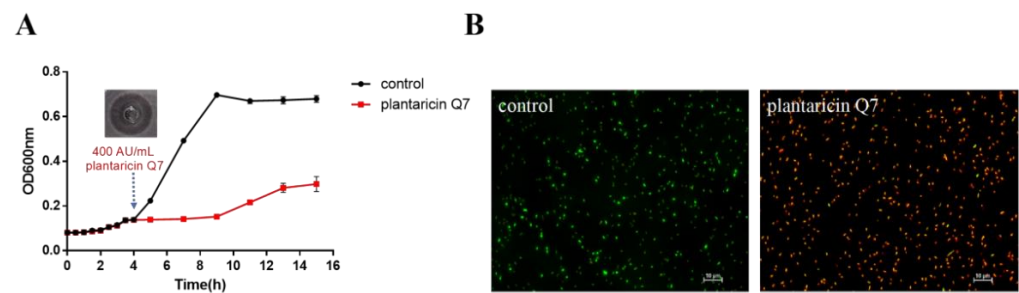 A
B
0.8
0.6
0.4
0.2
0.0
OD600nm
400 AU/mL
plantaricin Q7
0 2 4 6 8 10 12 14 16
Time(h)
control
plantaricin Q7
control
plantaricin Q7